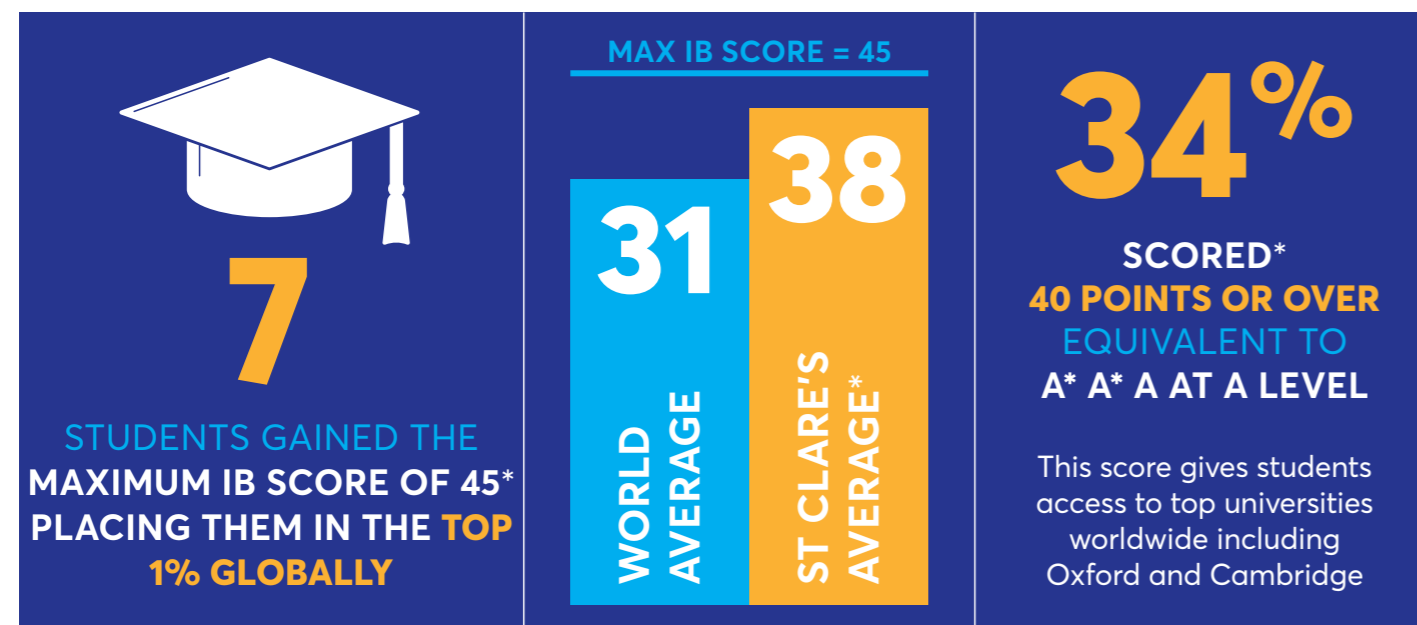 7
STUDENTS GAINED THE
MAXIMUM IB SCORE OF 45*
PLACING THEM IN THE TOP
1% GLOBALLY
MAX IB SCORE = 45
31
WORLD
AVERAGE
38
ST CLARE'S
AVERAGE*
34%
SCORED*
40 POINTS OR OVER
EQUIVALENT TO
A* A* A AT A LEVEL
This score gives students
access to top universities
worldwide including
Oxford and Cambridge